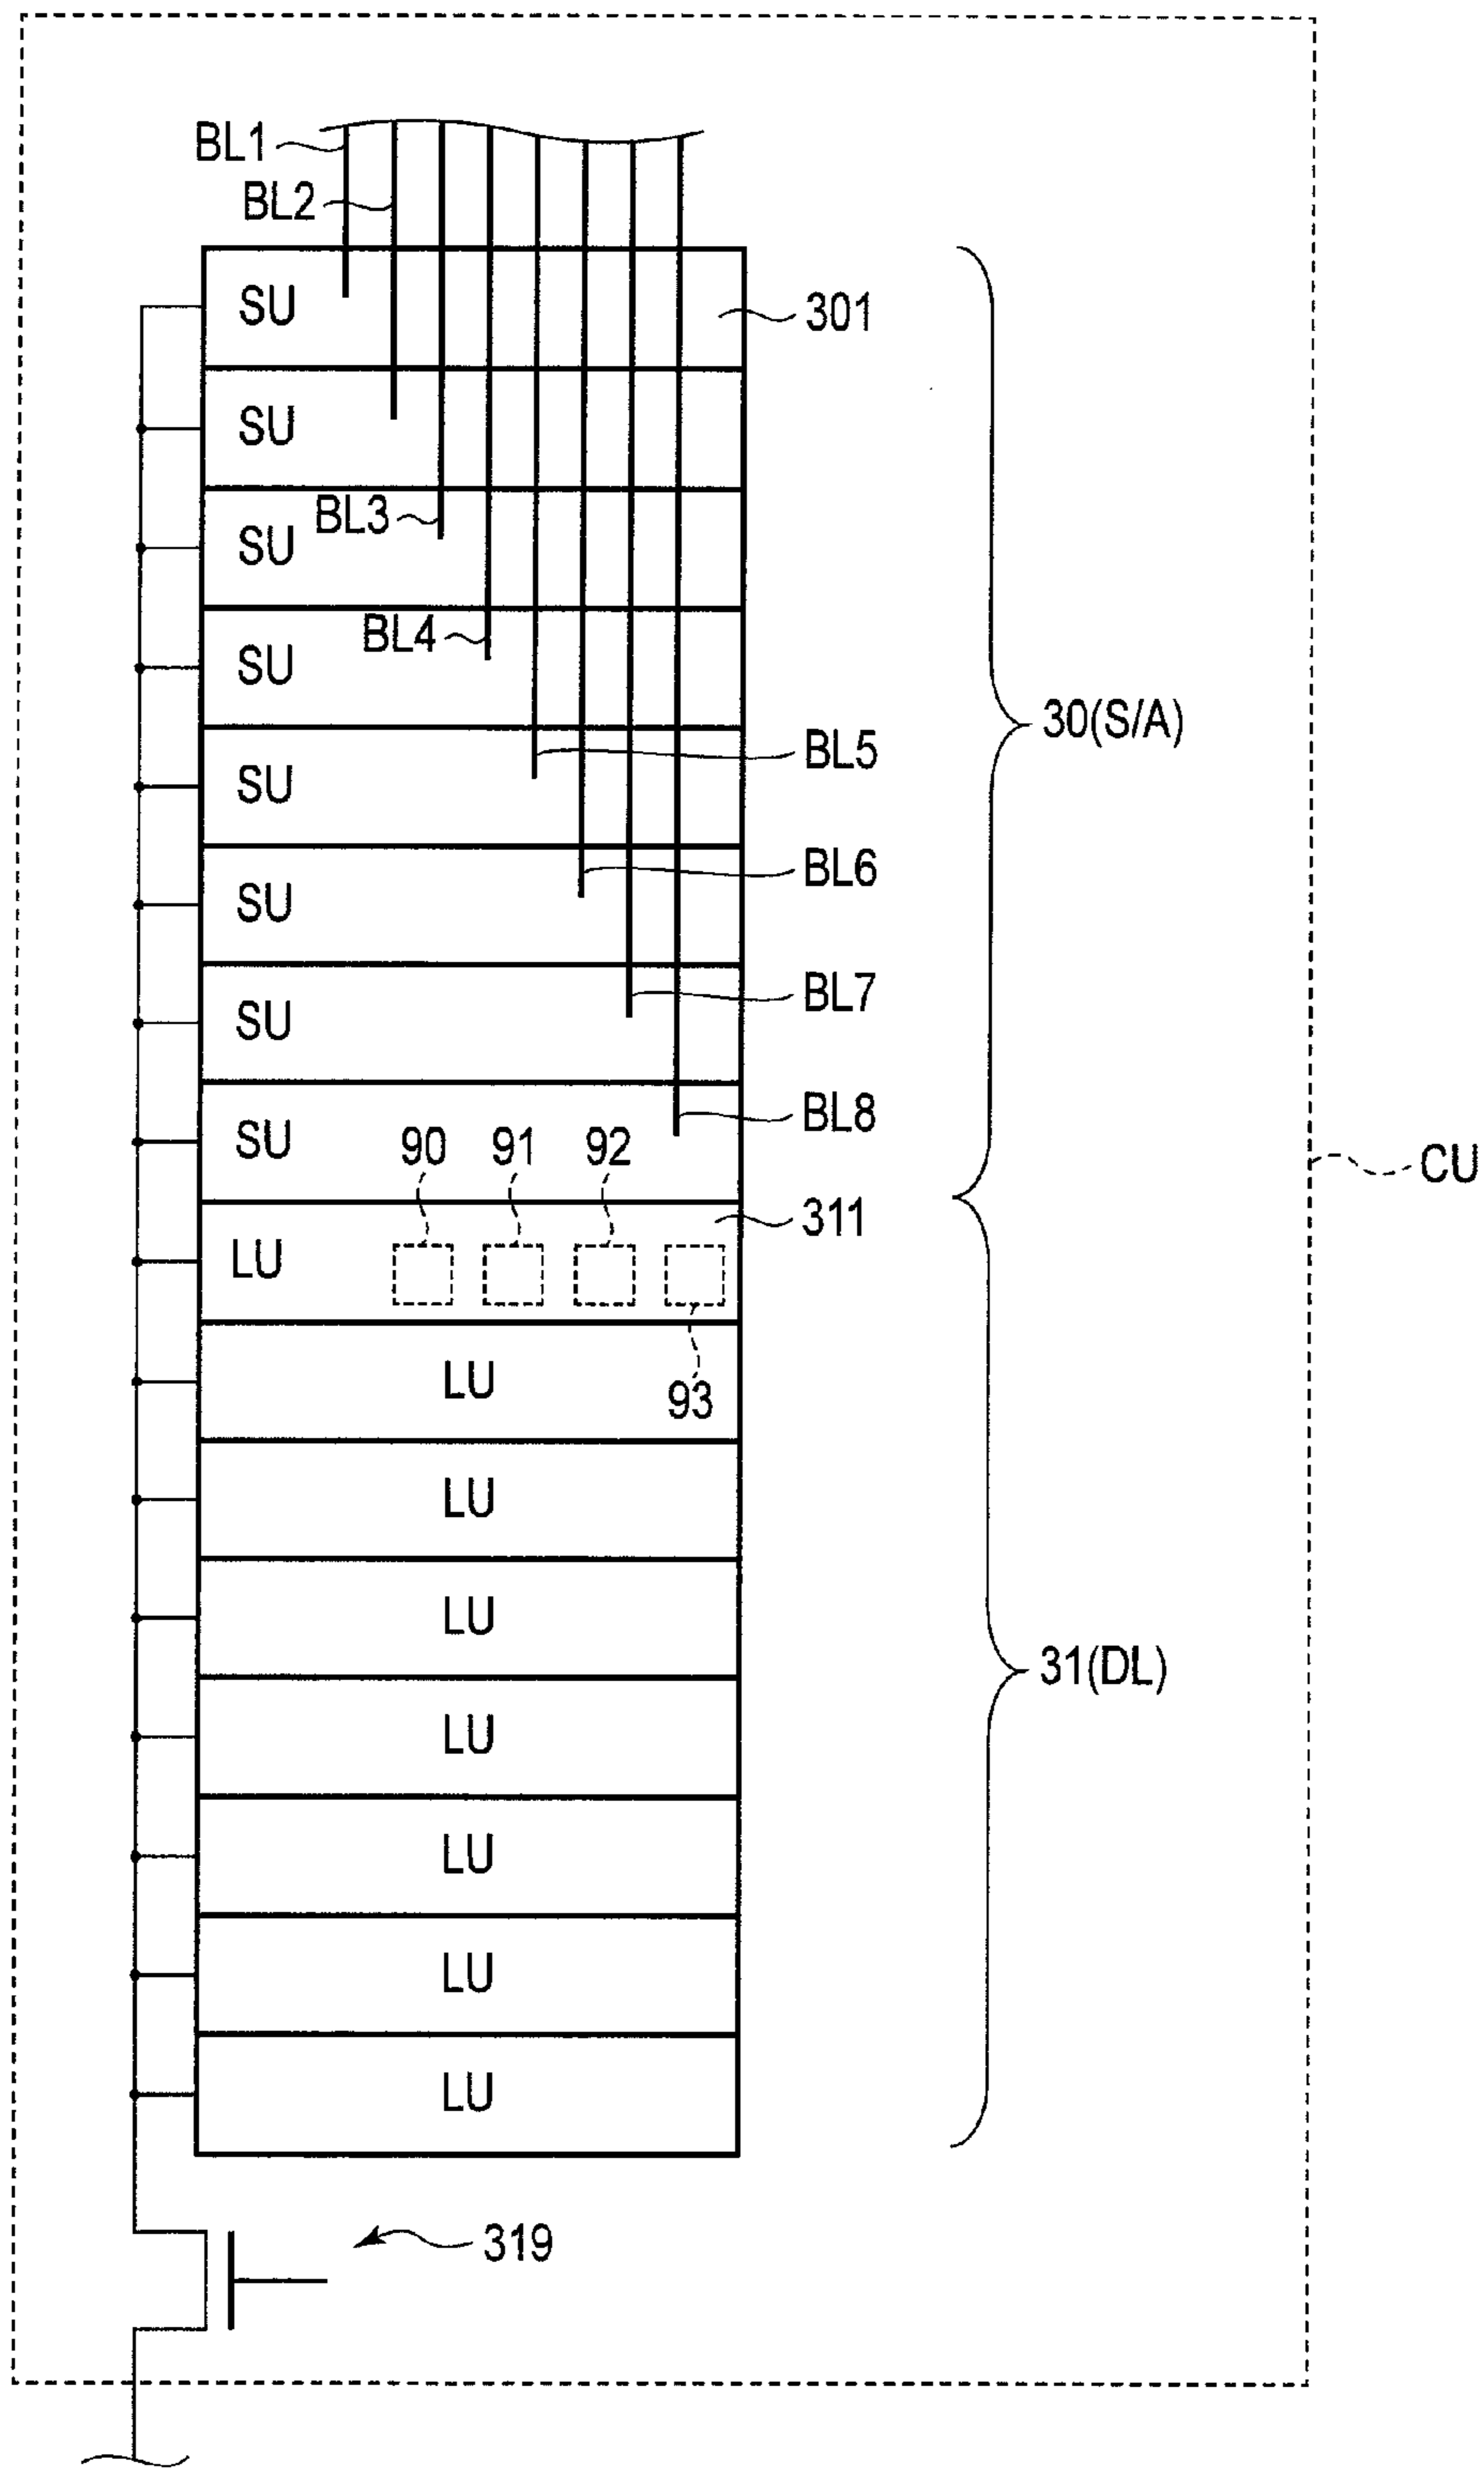 BL1
BL2
SU
301
SU
BL3
SU
BL4
SU
30(S/A)
SU
BL5
SU
BL6
SU
BL7
SU
BL8
90
91
92
CU
LU
311
LU
93
LU
LU
LU
31(DL)
LU
LU
LU
319